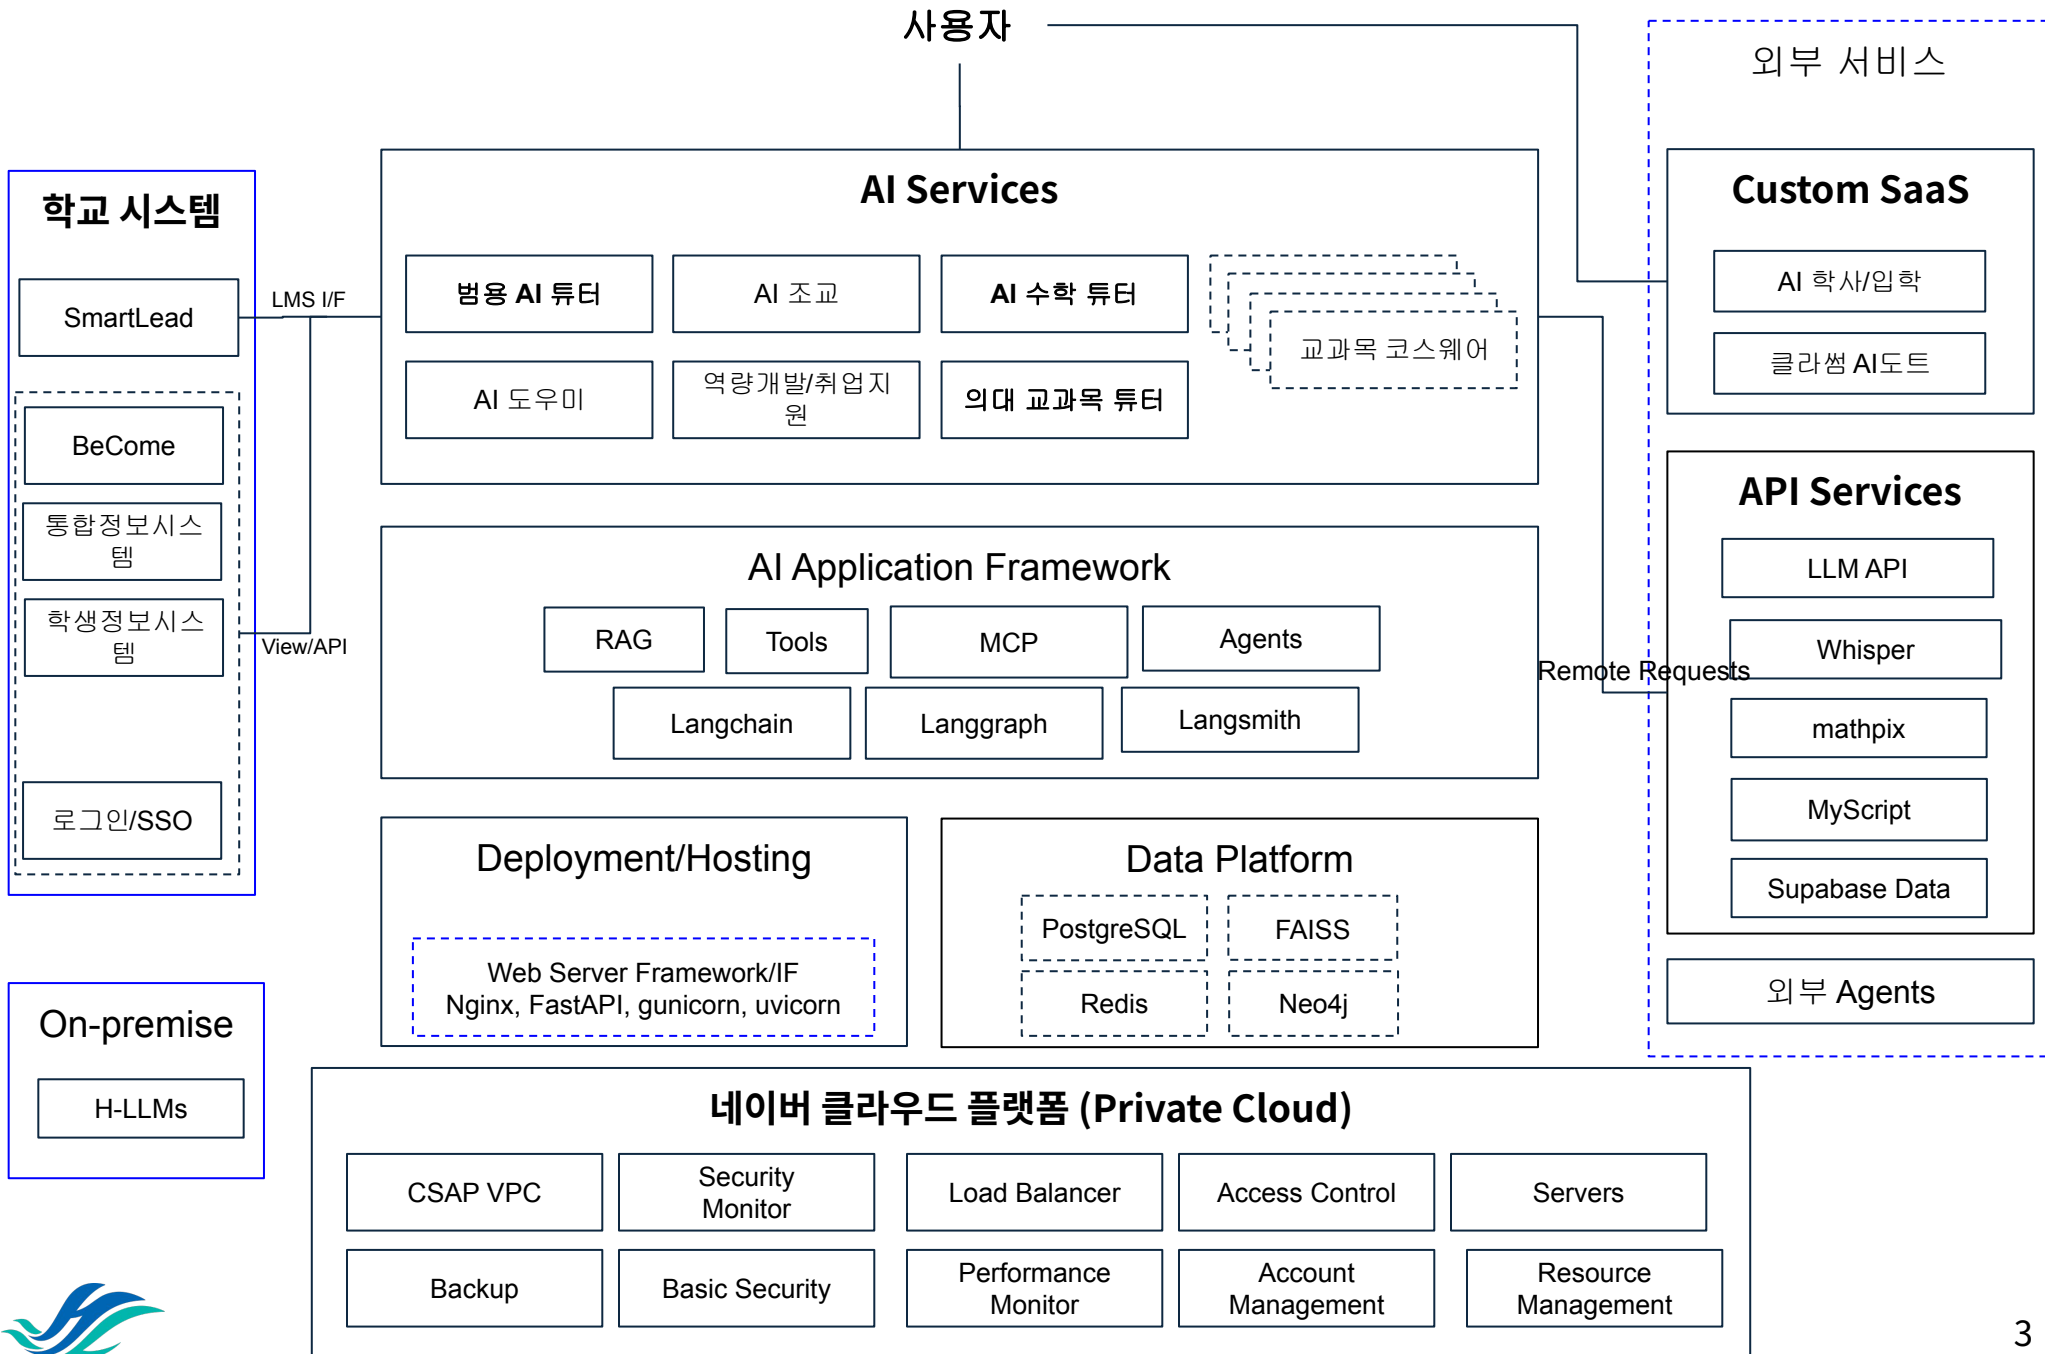 사용자
외부 서비스
학교 시스템
SmartLead
BeCome
통합정보시스
템
학생정보시스
템
로그인/SSO
LMS I/F
View/API
On-premise
H-LLMs
AI Services
범용 AI 튜터
AI 조교
AI 수학 튜터
교과목 코스웨어
AI 도우미
역량개발/취업지
원
의대 교과목 튜터
AI Application Framework
RAG
Tools
MCP
Agents
Langchain
Langgraph
Langsmith
Remote Requests
Deployment/Hosting
Web Server Framework/IF
Nginx, FastAPI, gunicorn, uvicorn
Data Platform
PostgreSQL
FAISS
Redis
Neo4j
Custom SaaS
AI 학사/입학
클라썸 AI도트
API Services
LLM API
Whisper
mathpix
MyScript
Supabase Data
외부 Agents
네이버 클라우드 플랫폼 (Private Cloud)
CSAP VPC
Security
Monitor
Load Balancer
Access Control
Servers
Backup
Basic Security
Performance
Monitor
Account
Management
Resource
Management
3